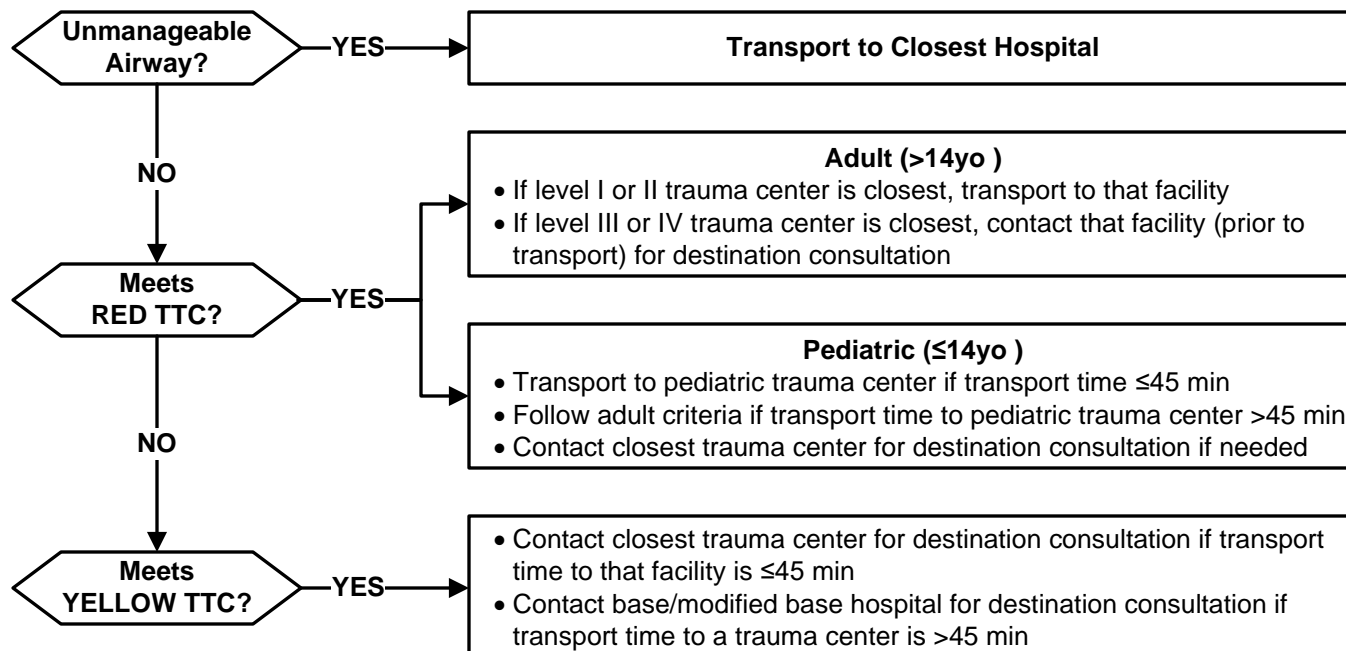 Unmanageable
Airway?
YES
Transport to Closest Hospital
NO
Adult (>14yo )
• If level I or II trauma center is closest, transport to that facility
• If level III or IV trauma center is closest, contact that facility (prior to
transport) for destination consultation
Meets
RED TTC?
YES
Pediatric (≤14yo )
• Transport to pediatric trauma center if transport time ≤45 min
• Follow adult criteria if transport time to pediatric trauma center >45 min
• Contact closest trauma center for destination consultation if needed
NO
Meets
YELLOW TTC?
YES
• Contact closest trauma center for destination consultation if transport
time to that facility is ≤45 min
• Contact base/modified base hospital for destination consultation if
transport time to a trauma center is >45 min